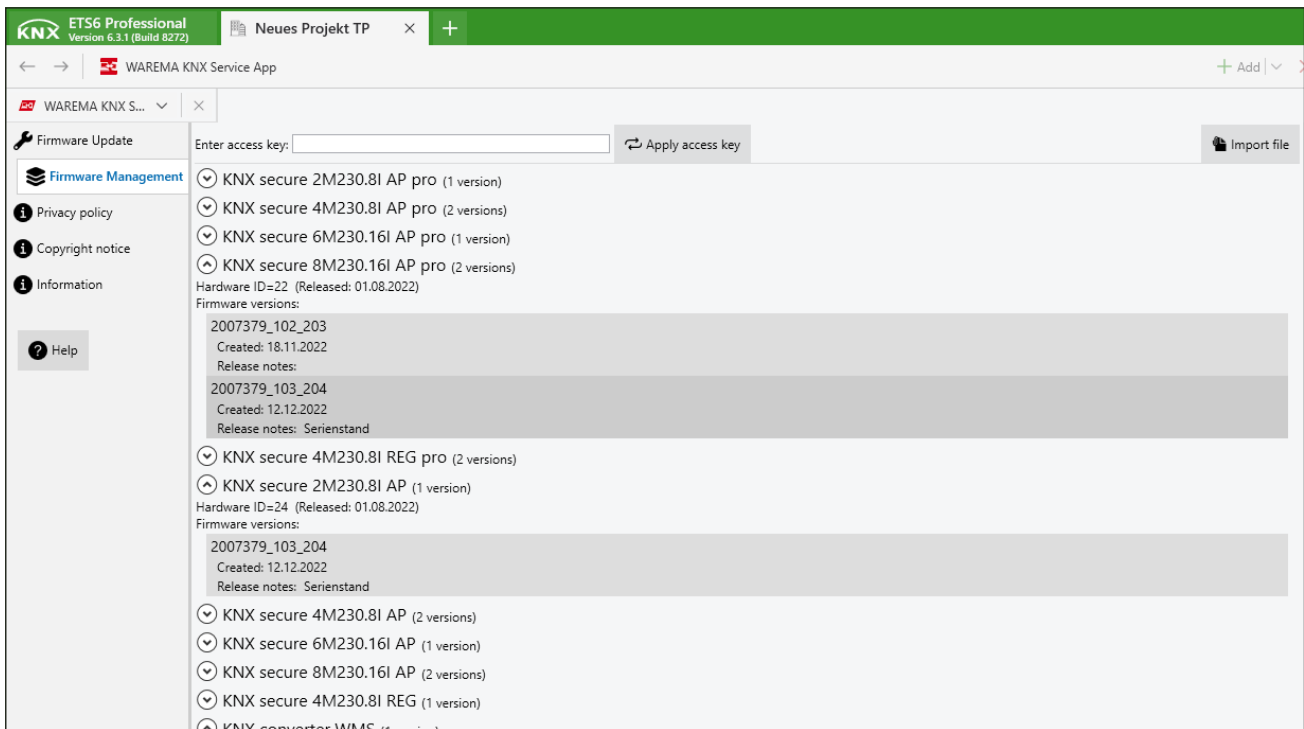 KNX ETS6 Professional
Version 6.3.1 (Build 8272)
Neues Projekt TP
WAREMA KNX Service App
Add
WAREMA KNX S...
Firmware Update
Firmware Management
Privacy policy
Copyright notice
Information
Help
Enter access key:
Apply access key
Import file
KNX secure 2M230.8I AP pro (1 version)
KNX secure 4M230.8I AP pro (2 versions)
KNX secure 6M230.16I AP pro (1 version)
KNX secure 8M230.16I AP pro (2 versions)
Hardware ID=22 (Released: 01.08.2022)
Firmware versions:
2007379_102_203
Created: 18.11.2022
Release notes:
2007379_103_204
Created: 12.12.2022
Release notes: Serienstand
KNX secure 4M230.8I REG pro (2 versions)
KNX secure 2M230.8I AP (1 version)
Hardware ID=24 (Released: 01.08.2022)
Firmware versions:
2007379_103_204
Created: 12.12.2022
Release notes: Serienstand
KNX secure 4M230.8I AP (2 versions)
KNX secure 6M230.16I AP (1 version)
KNX secure 8M230.16I AP (2 versions)
KNX secure 4M230.8I REG (1 version)
KNX converter WMS